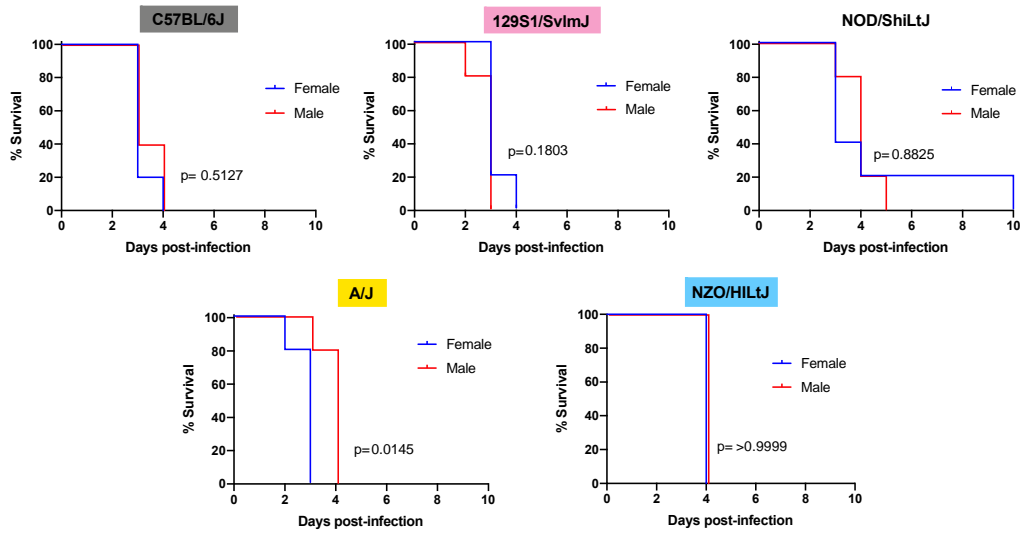 C57BL/6J
100
80
60
40
20
0
% Survival
0 2 4 6 8 10
Days post-infection
Female
Male
p= 0.5127
129S1/SvlmJ
100
80
60
40
20
0
% Survival
0 2 4 6 8 10
Days post-infection
Female
Male
p=0.1803
NOD/ShiLtJ
100
80
60
40
20
0
% Survival
0 2 4 6 8 10
Days post-infection
Female
Male
p=0.8825
A/J
100
80
60
40
20
0
% Survival
0 2 4 6 8 10
Days post-infection
Female
Male
p=0.0145
NZO/HILtJ
100
80
60
40
20
0
% Survival
0 2 4 6 8 10
Days post-infection
Female
Male
p= >0.9999